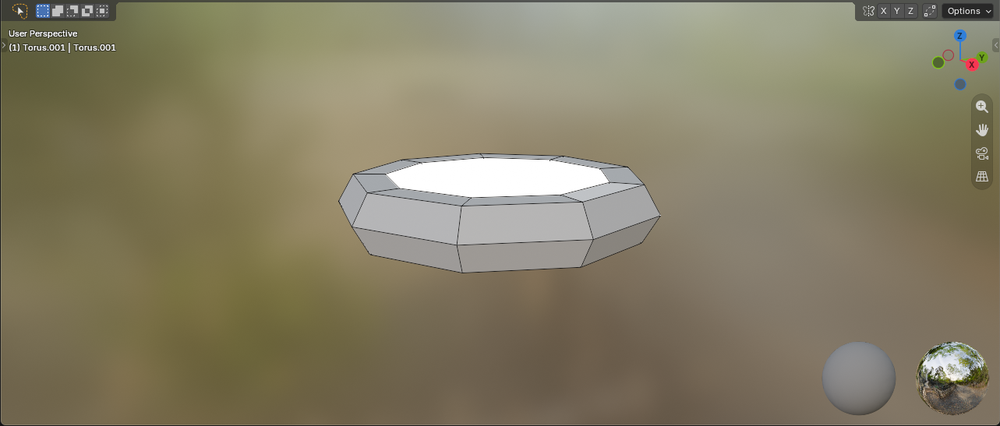 X Y Z Options
User Perspective
(1) Torus.001 | Torus.001
Z
Y
X